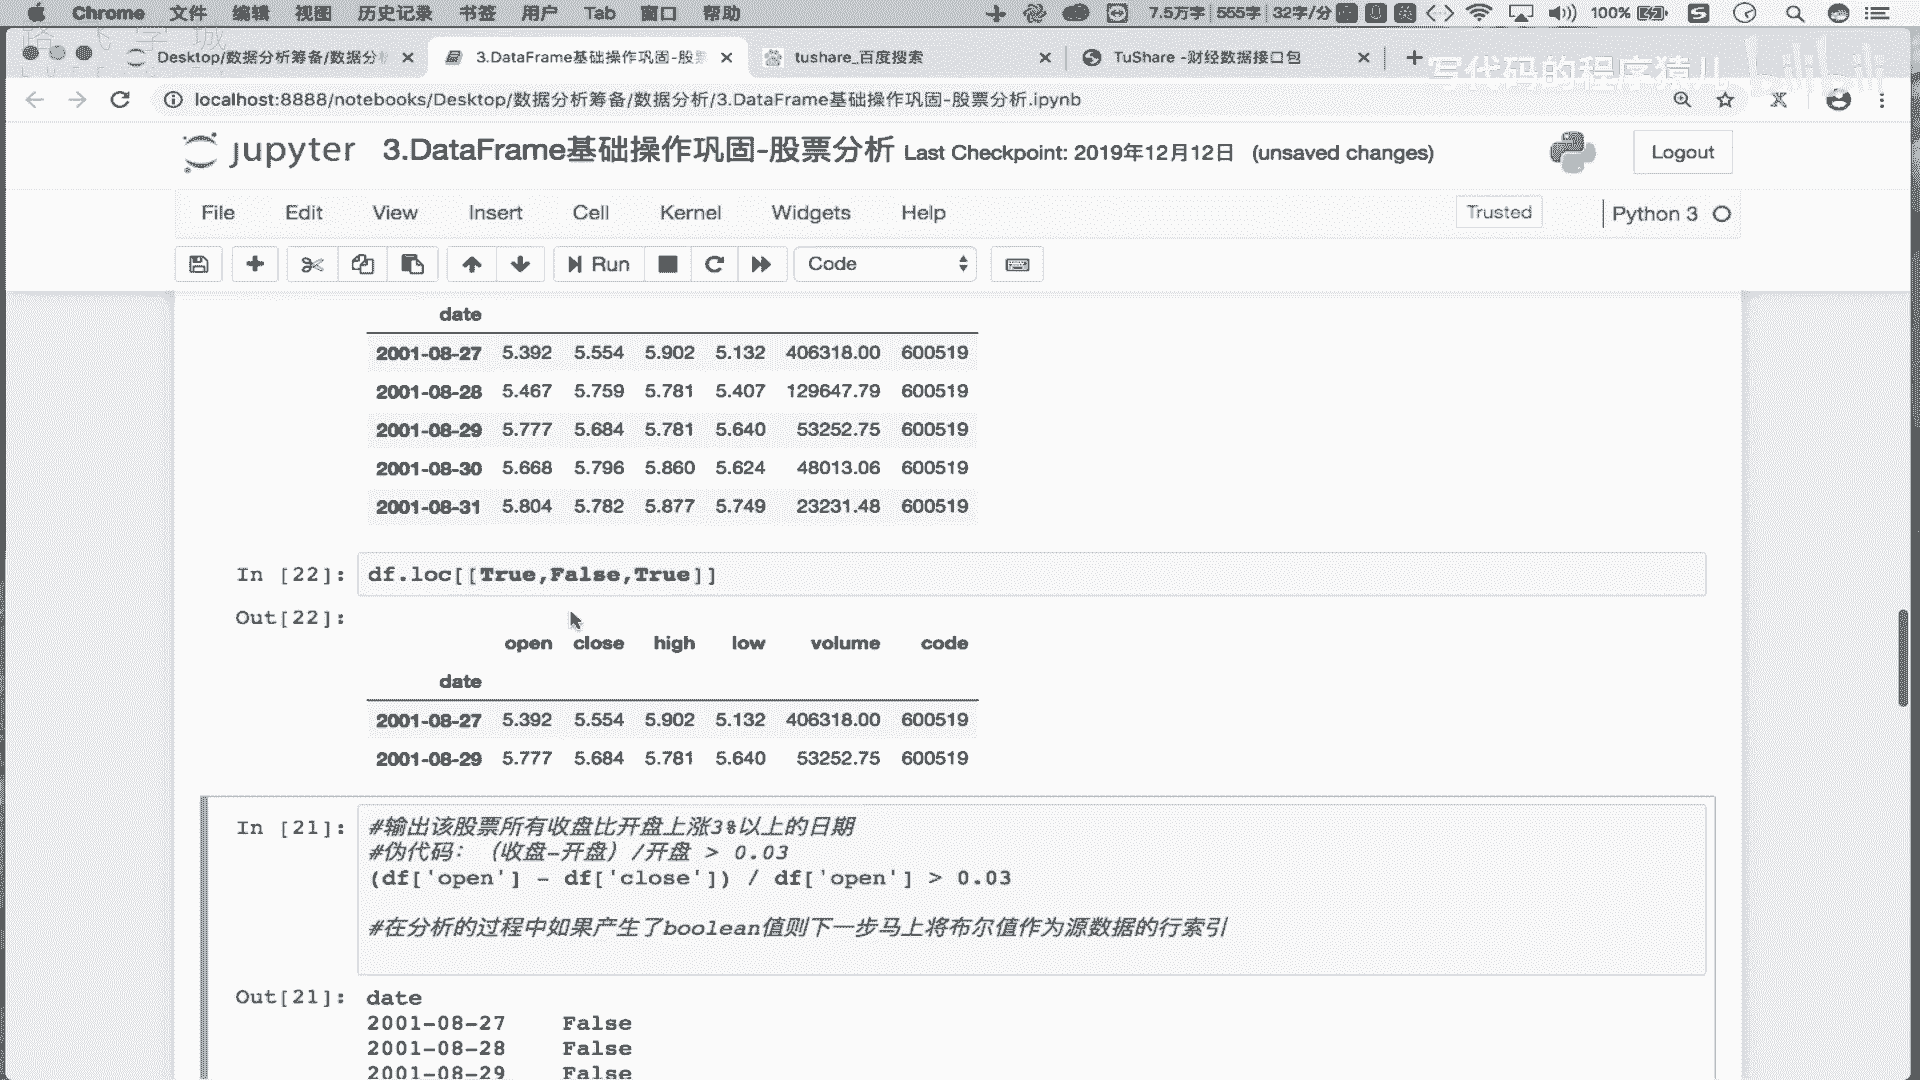 Chrome 文件 编辑 视图 历史记录 书签 用户 Tab 窗口 帮助 7.5万字 555字 32字/分 100%
路飞学城
Desktop/数据分析筹备/数据分析 3.DataFrame基础操作巩固-股票 tushare_百度搜索 TuShare -财经数据接口包
写代码的程序猿儿 bilibili
localhost:8888/notebooks/Desktop/数据分析筹备/数据分析/3.DataFrame基础操作巩固-股票分析.ipynb
jupyter 3.DataFrame基础操作巩固-股票分析 Last Checkpoint: 2019年12月12日 (unsaved changes) Logout
File Edit View Insert Cell Kernel Widgets Help Trusted Python 3
Run Code
date
2001-08-27 5.392 5.554 5.902 5.132 406318.00 600519
2001-08-28 5.467 5.759 5.781 5.407 129647.79 600519
2001-08-29 5.777 5.684 5.781 5.640 53252.75 600519
2001-08-30 5.668 5.796 5.860 5.624 48013.06 600519
2001-08-31 5.804 5.782 5.877 5.749 23231.48 600519
In [22]: df.loc[[True,False,True]]
Out[22]:
open close high low volume code
date
2001-08-27 5.392 5.554 5.902 5.132 406318.00 600519
2001-08-29 5.777 5.684 5.781 5.640 53252.75 600519
In [21]: #输出该股票所有收盘比开盘上涨3%以上的日期
#伪代码：（收盘-开盘）/开盘 > 0.03
(df['open'] - df['close']) / df['open'] > 0.03
#在分析的过程中如果产生了boolean值则下一步马上将布尔值作为源数据的行索引
Out[21]: date
2001-08-27 False
2001-08-28 False
2001-08-29 False